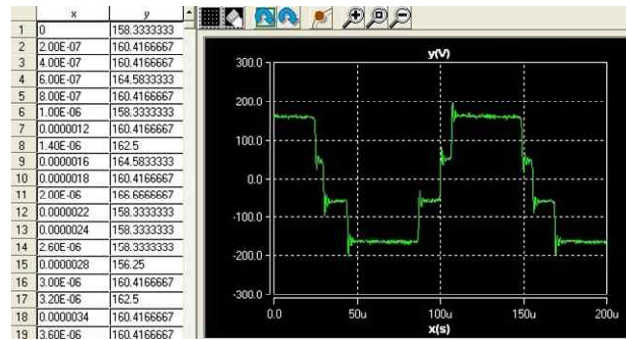 x y
1 0 158.3333333
2 2.00E-07 160.4166667
3 4.00E-07 160.4166667
4 6.00E-07 164.5833333
5 8.00E-07 160.4166667
6 1.00E-06 158.3333333
7 0.0000012 160.4166667
8 1.40E-06 162.5
9 0.0000016 164.5833333
10 0.0000018 160.4166667
11 2.00E-06 166.6666667
12 0.0000022 158.3333333
13 0.0000024 158.3333333
14 2.60E-06 158.3333333
15 0.0000028 156.25
16 3.00E-06 160.4166667
17 3.20E-06 162.5
18 0.0000034 160.4166667
19 3.60E-06 160.4166667
y(V)
300.0
200.0
100.0
0.0
-100.0
-200.0
-300.0
0.0 50u 100u 150u 200u
x(s)